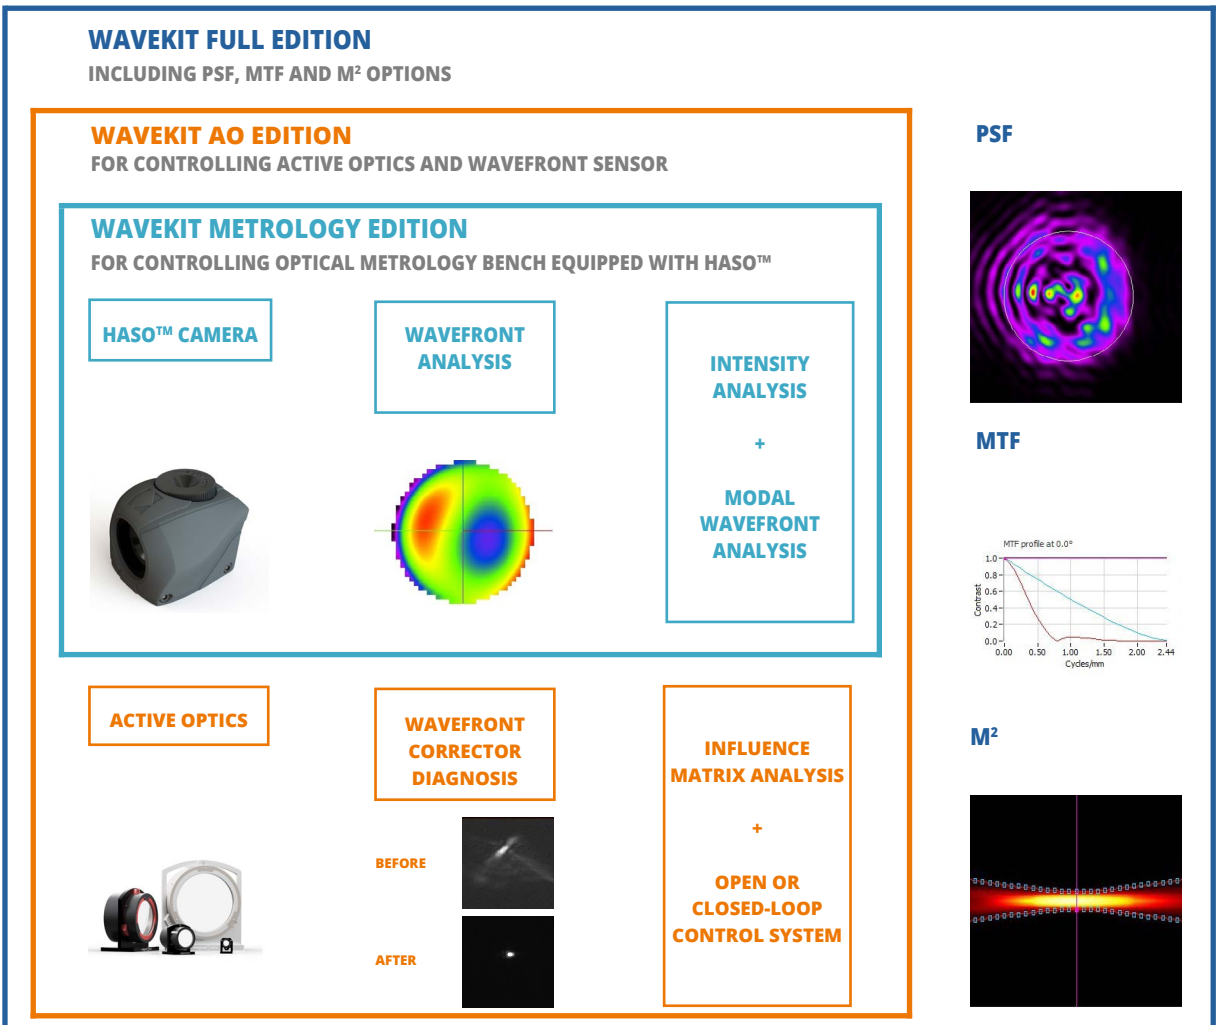 WAVEKIT FULL EDITION
INCLUDING PSF, MTF AND M² OPTIONS
WAVEKIT AO EDITION
FOR CONTROLLING ACTIVE OPTICS AND WAVEFRONT SENSOR
WAVEKIT METROLOGY EDITION
FOR CONTROLLING OPTICAL METROLOGY BENCH EQUIPPED WITH HASO™
HASO™ CAMERA
WAVEFRONT
ANALYSIS
INTENSITY
ANALYSIS
+
MODAL
WAVEFRONT
ANALYSIS
ACTIVE OPTICS
WAVEFRONT
CORRECTOR
DIAGNOSIS
BEFORE
AFTER
INFLUENCE
MATRIX ANALYSIS
+
OPEN OR
CLOSED-LOOP
CONTROL SYSTEM
PSF
MTF
MTF profile at 0.0°
Contrast
1.0
0.8
0.6
0.4
0.2
0.0
0.00 0.50 1.00 1.50 2.00 2.44
Cycles/mm
M²